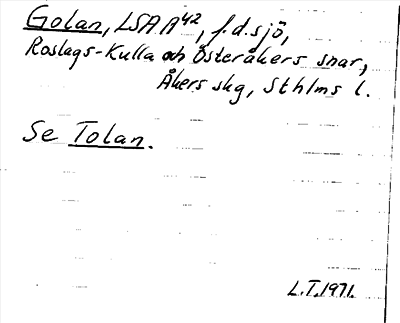 Golan, LSA A⁴², f.d. sjö,
Roslags-Kulla och Österåkers snar,
Åkers skg, Sthlms l.
Se Tolan.
L.T. 1971.